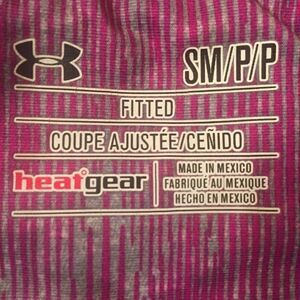 SM/P/P
FITTED
COUPE AJUSTÉE/CEÑIDO
heatgear
MADE IN MEXICO
FABRIQUÉ AU MEXIQUE
HECHO EN MEXICO